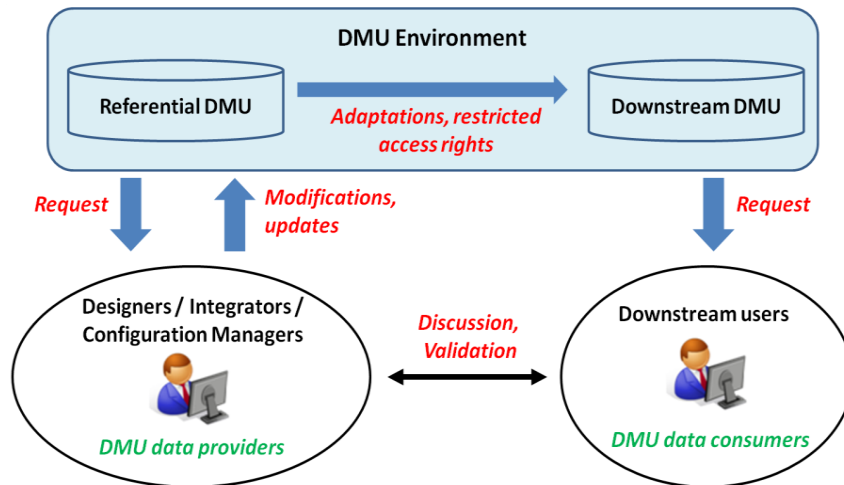 DMU Environment
Referential DMU
Downstream DMU
Adaptations, restricted
access rights
Request
Modifications,
updates
Request
Designers / Integrators /
Configuration Managers
DMU data providers
Discussion,
Validation
Downstream users
DMU data consumers